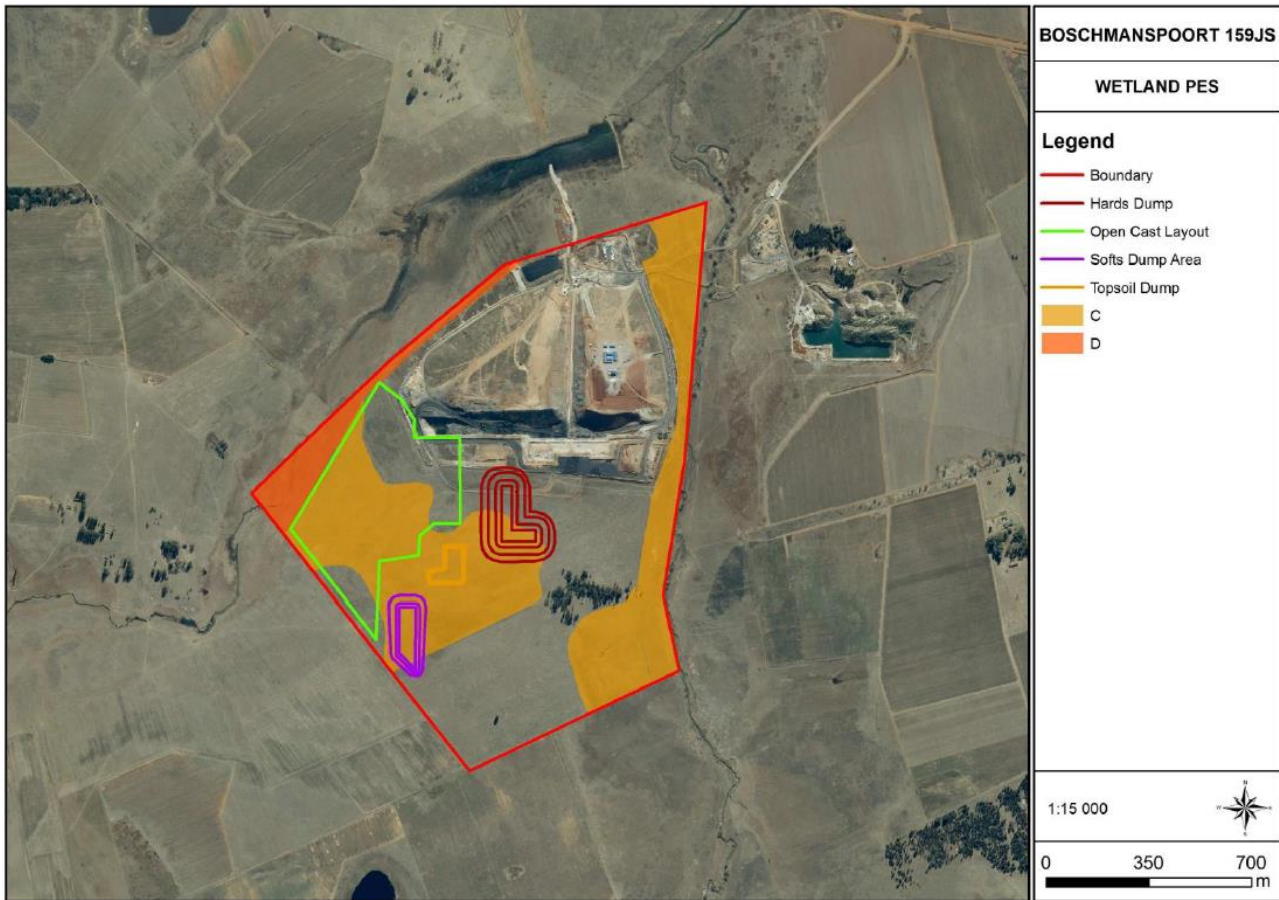 BOSCHMANSPOORT 159JS
WETLAND PES
Legend
Boundary
Hards Dump
Open Cast Layout
Softs Dump Area
Topsoil Dump
C
D
1:15 000
N
W E
S
0 350 700
m